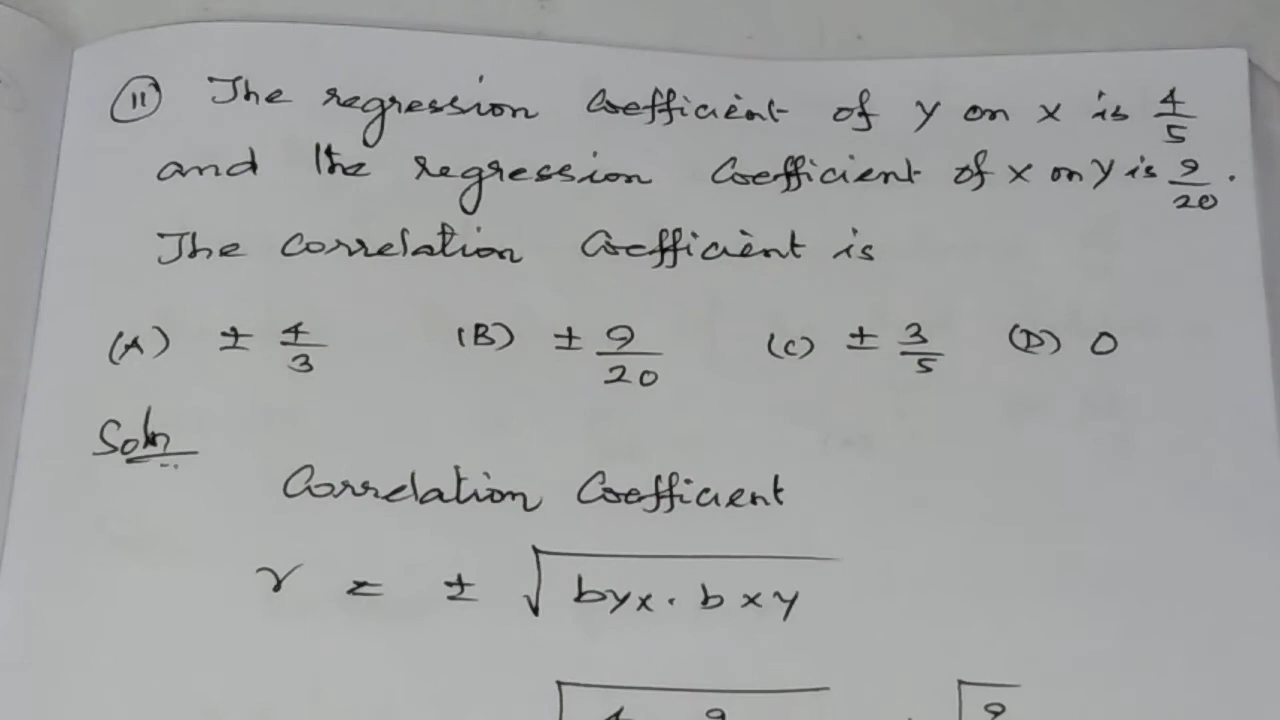 (11) The regression coefficient of y on x is 4/5
and the regression coefficient of x on y is 9/20.
The correlation coefficient is
(A) ± 4/3 (B) ± 9/20 (C) ± 3/5 (D) 0
Soln
Correlation Coefficient
r = ± √(byx . bxy)